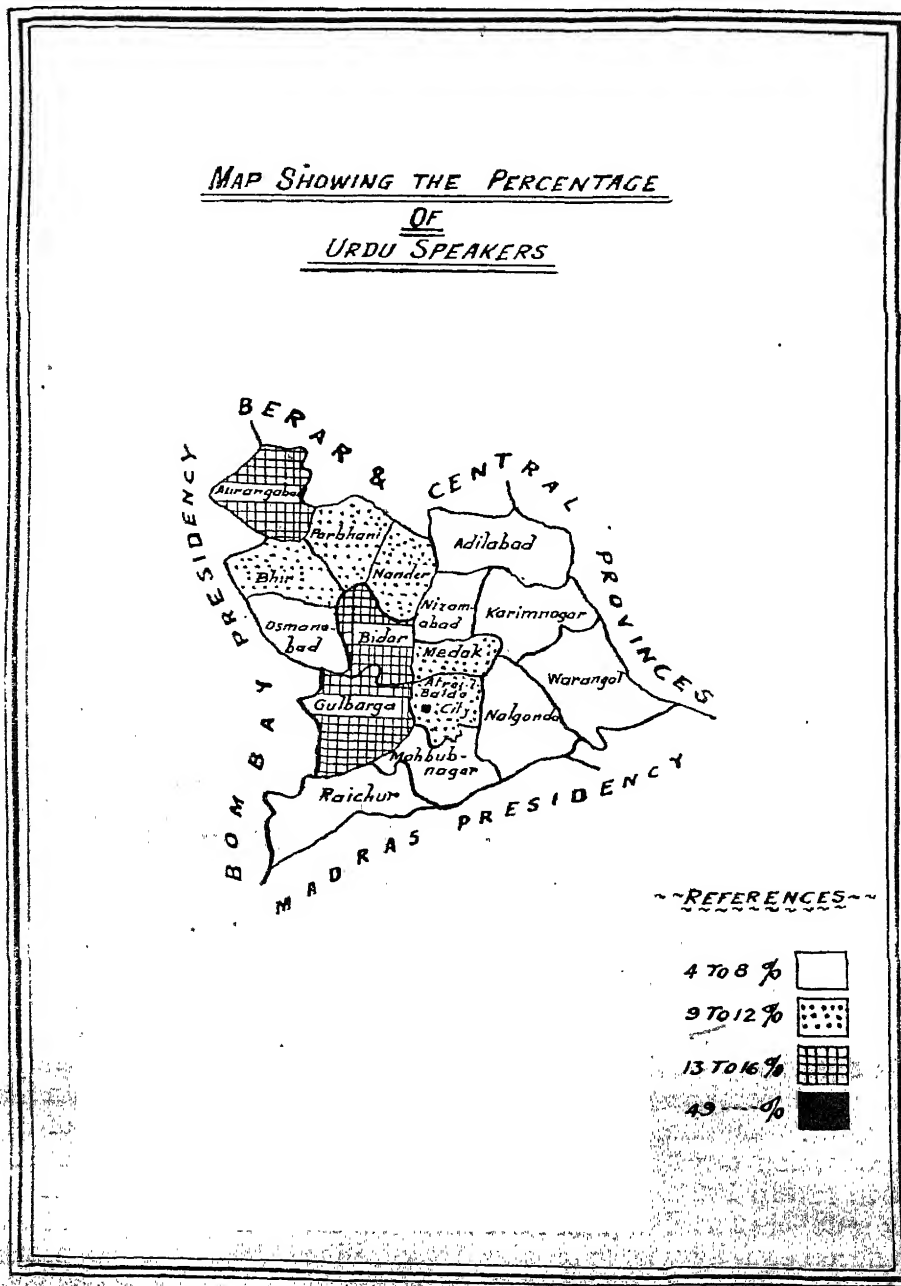 MAP SHOWING THE PERCENTAGE
OF
URDU SPEAKERS
BERAR & CENTRAL PROVINCES
BOMBAY PRESIDENCY
MADRAS PRESIDENCY
Aurangabad
Parbhani
Nander
Adilabad
Bhir
Nizam-
abad
Karimnagar
Osmana-
bad
Bidar
Medak
Warangal
Atraf-i-
Balda
City
Gulbarga
Nalgonda
Mahbub-
nagar
Raichur
~~REFERENCES~~
4 TO 8 %
9 TO 12 %
13 TO 16 %
49 --- %